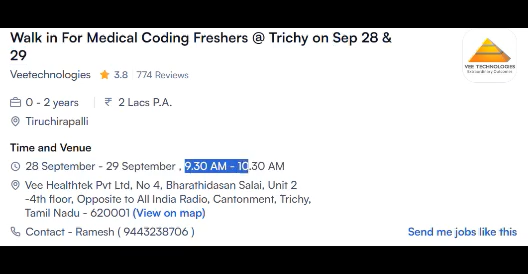 Walk in For Medical Coding Freshers @ Trichy on Sep 28 &
29
Veetechnologies 3.8 774 Reviews
VEE TECHNOLOGIES
Extraordinary Outcomes
0 - 2 years ₹ 2 Lacs P.A.
Tiruchirapalli
Time and Venue
28 September - 29 September , 9.30 AM - 10.30 AM
Vee Healthtek Pvt Ltd, No 4, Bharathidasan Salai, Unit 2
-4th floor, Opposite to All India Radio, Cantonment, Trichy,
Tamil Nadu - 620001 (View on map)
Contact - Ramesh ( 9443238706 )
Send me jobs like this